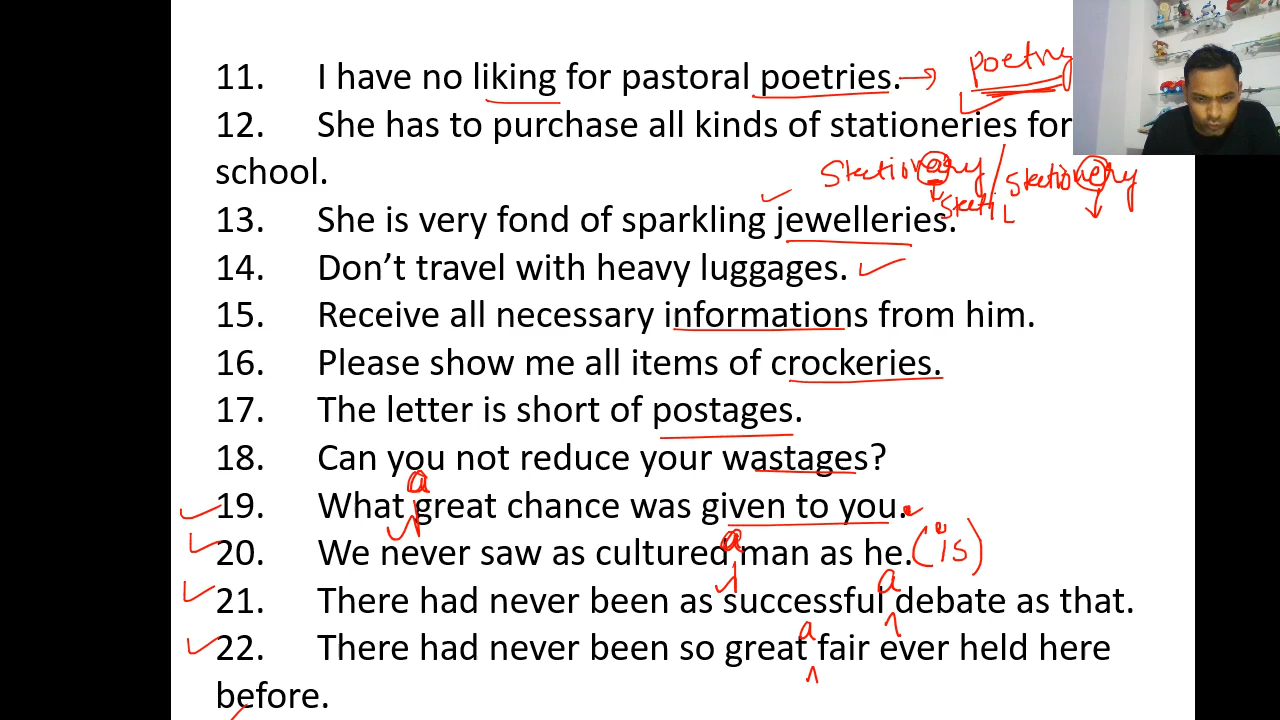 11. I have no liking for pastoral poetries. → poetry
12. She has to purchase all kinds of stationeries for
school.
Stationary / Stationery
13. She is very fond of sparkling jewelleries.
14. Don’t travel with heavy luggages.
15. Receive all necessary informations from him.
16. Please show me all items of crockeries.
17. The letter is short of postages.
18. Can you not reduce your wastages?
a
19. What great chance was given to you.
a
20. We never saw as cultured man as he. (is)
a
21. There had never been as successful debate as that.
a
22. There had never been so great fair ever held here
before.